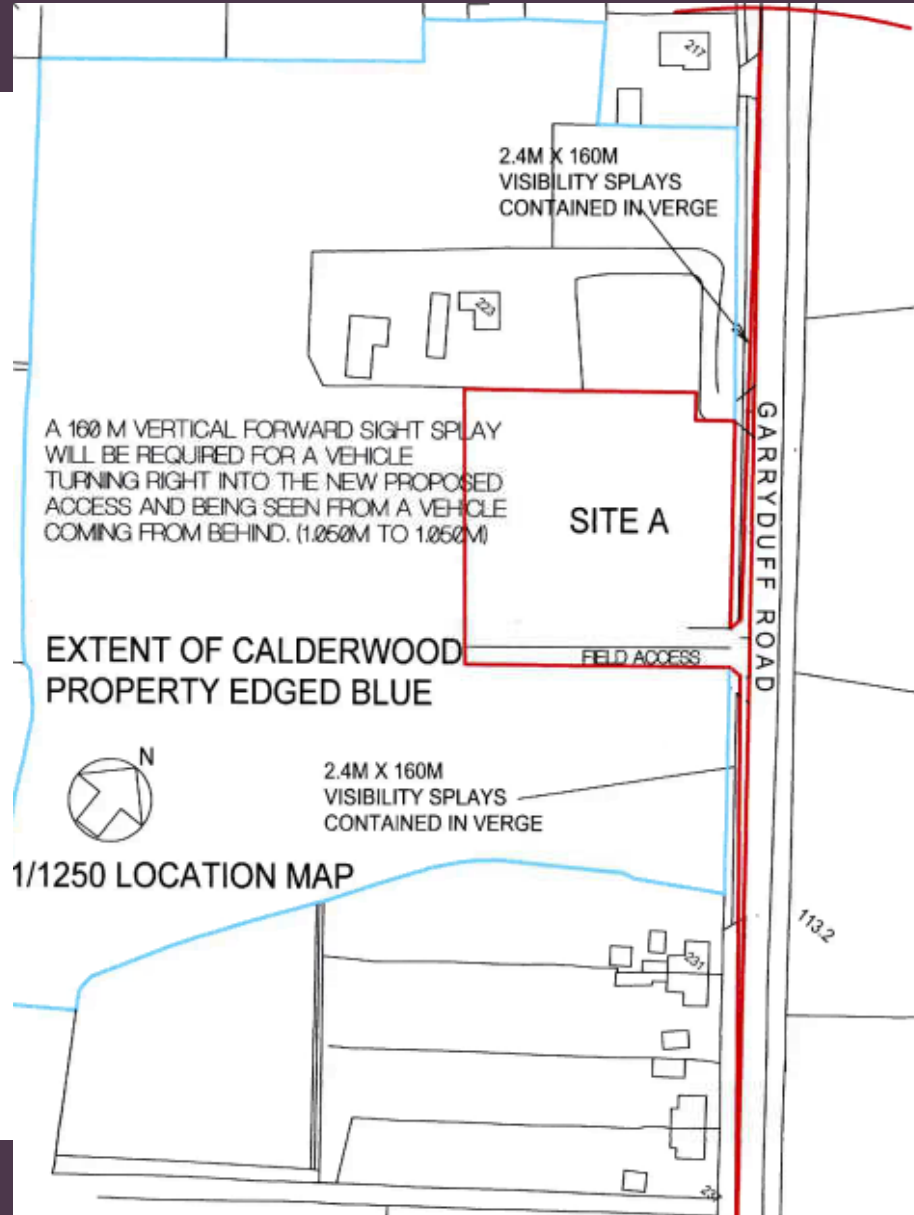 217
2.4M X 160M
VISIBILITY SPLAYS
CONTAINED IN VERGE
223
A 160 M VERTICAL FORWARD SIGHT SPLAY
WILL BE REQUIRED FOR A VEHICLE
TURNING RIGHT INTO THE NEW PROPOSED
ACCESS AND BEING SEEN FROM A VEHICLE
COMING FROM BEHIND. (1.050M TO 1.050M)
SITE A
GARRYDUFF ROAD
EXTENT OF CALDERWOOD
PROPERTY EDGED BLUE
FIELD ACCESS
N
2.4M X 160M
VISIBILITY SPLAYS
CONTAINED IN VERGE
1/1250 LOCATION MAP
113.2
231